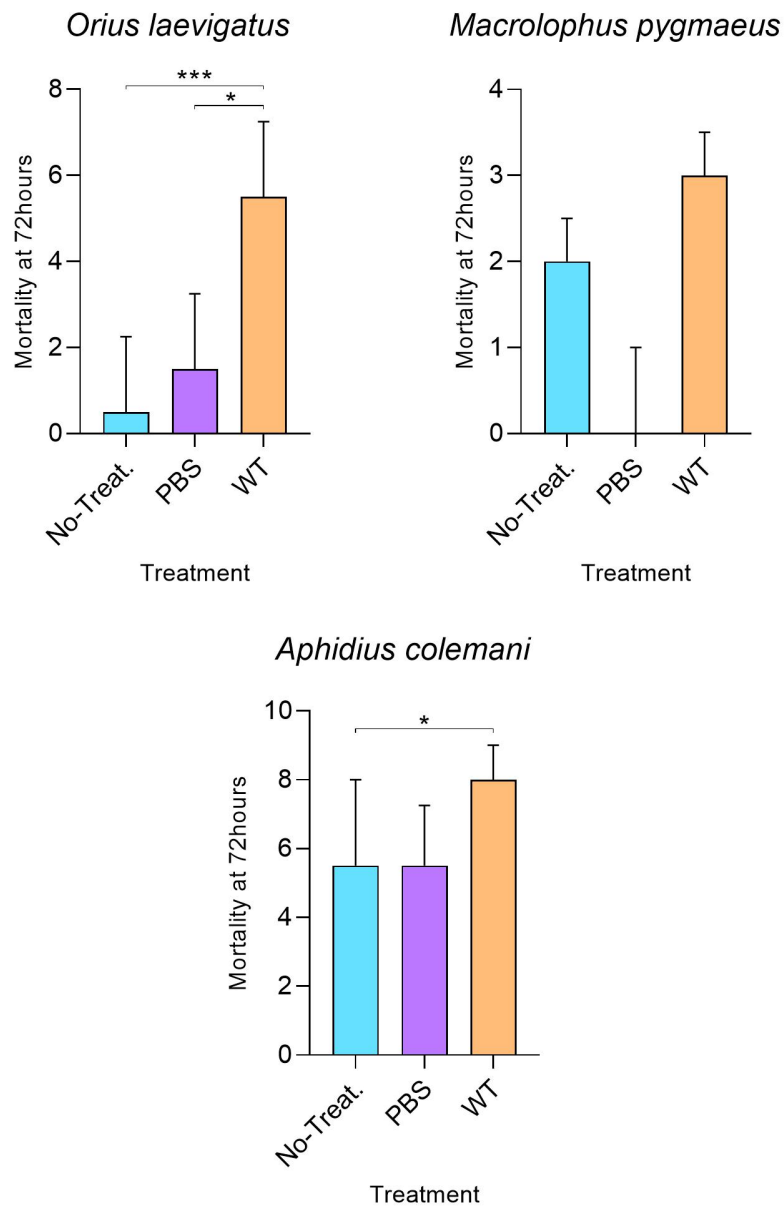 Orius laevigatus
Mortality at 72hours
8
6
4
2
0
***
*
No-Treat.
PBS
WT
Treatment
Macrolophus pygmaeus
Mortality at 72hours
4
3
2
1
0
No-Treat.
PBS
WT
Treatment
Aphidius colemani
Mortality at 72hours
10
8
6
4
2
0
*
No-Treat.
PBS
WT
Treatment